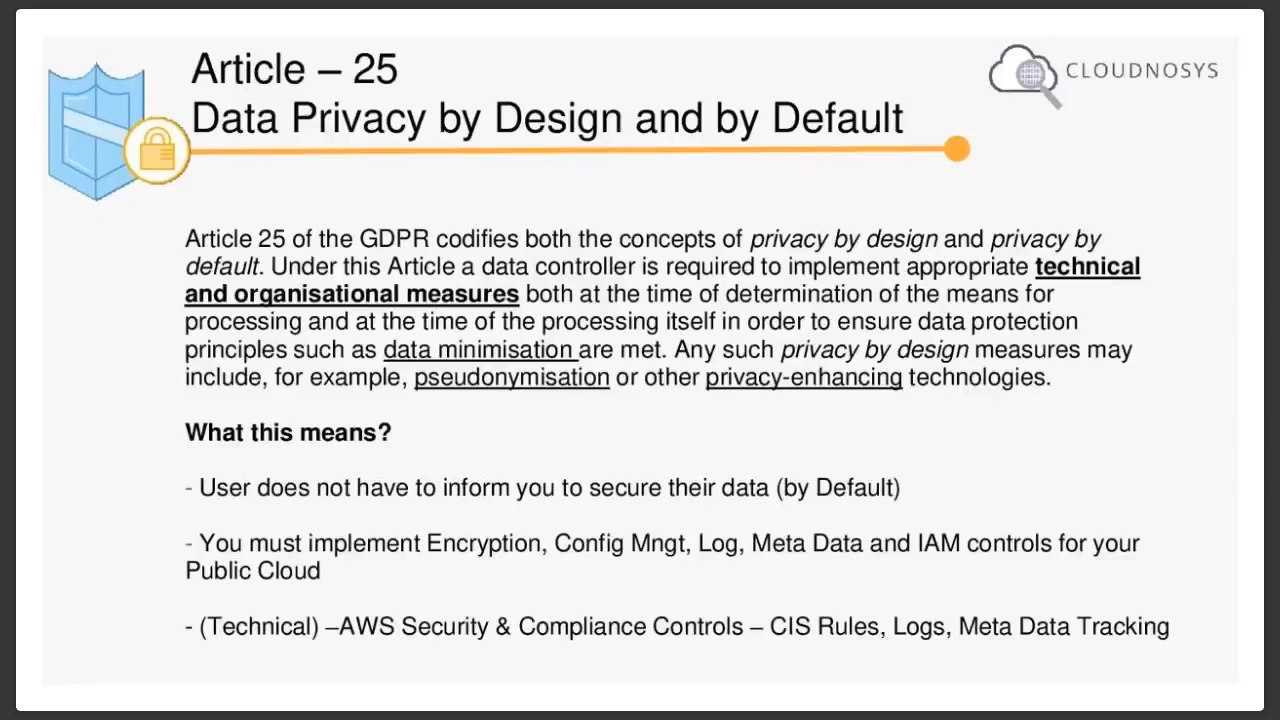 Article – 25
Data Privacy by Design and by Default
CLOUDNOSYS
Article 25 of the GDPR codifies both the concepts of privacy by design and privacy by
default. Under this Article a data controller is required to implement appropriate technical
and organisational measures both at the time of determination of the means for
processing and at the time of the processing itself in order to ensure data protection
principles such as data minimisation are met. Any such privacy by design measures may
include, for example, pseudonymisation or other privacy-enhancing technologies.
What this means?
- User does not have to inform you to secure their data (by Default)
- You must implement Encryption, Config Mngt, Log, Meta Data and IAM controls for your
Public Cloud
- (Technical) –AWS Security & Compliance Controls – CIS Rules, Logs, Meta Data Tracking